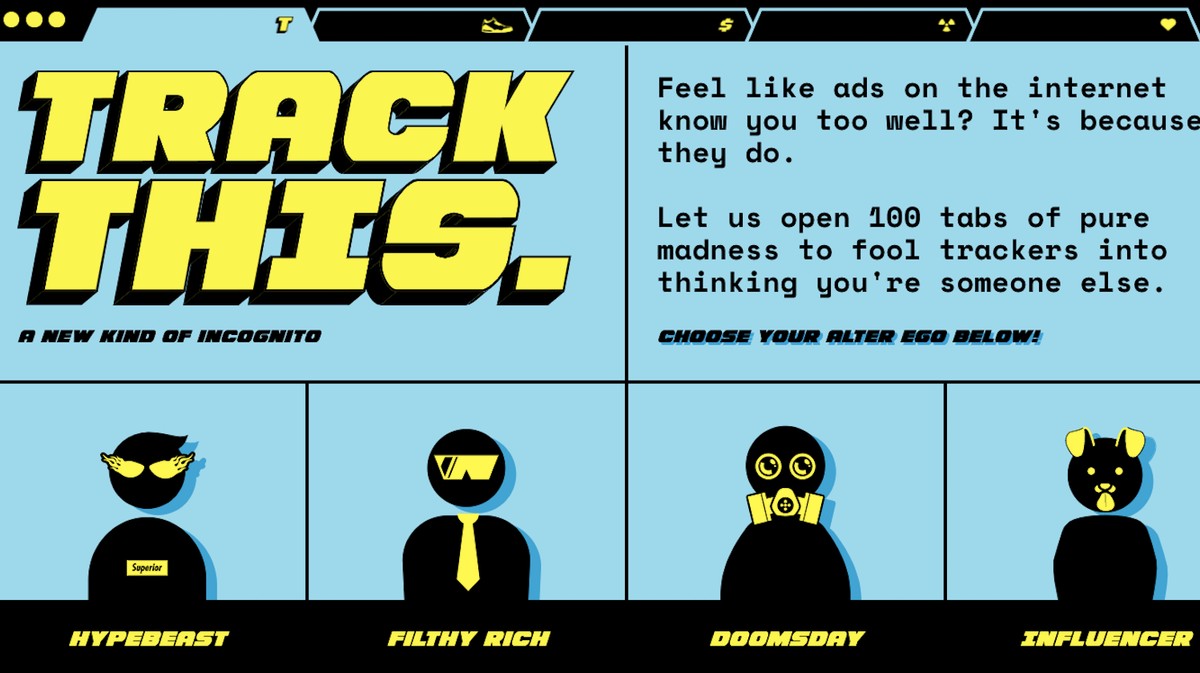 T
$
TRACK
THIS.
A NEW KIND OF INCOGNITO
Feel like ads on the internet
know you too well? It's because
they do.
Let us open 100 tabs of pure
madness to fool trackers into
thinking you're someone else.
CHOOSE YOUR ALTER EGO BELOW!
Superior
HYPEBEAST
FILTHY RICH
DOOMSDAY
INFLUENCER